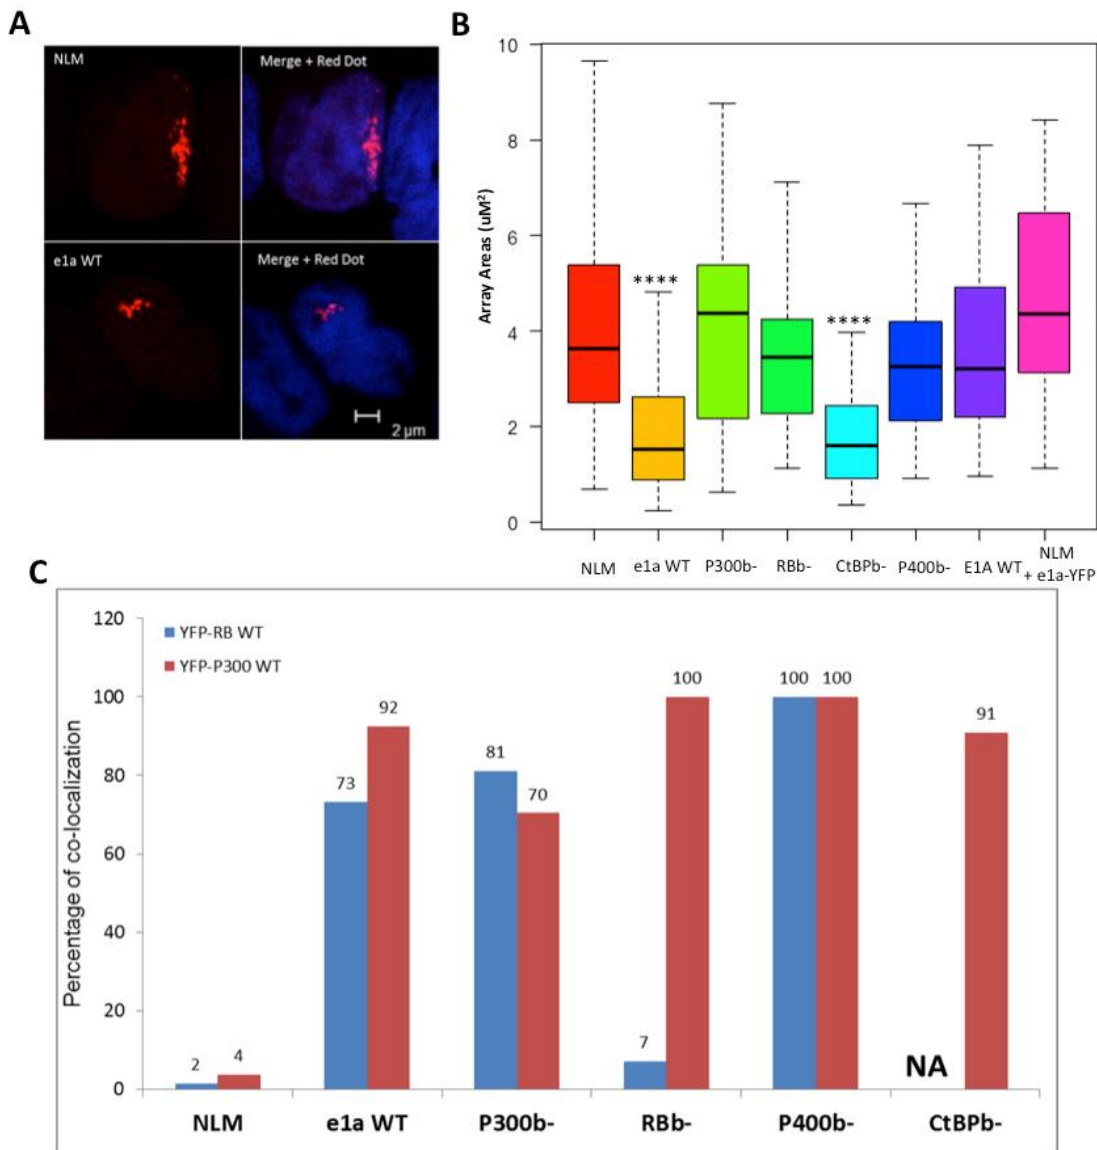 A
NLM
Merge + Red Dot
e1a WT
Merge + Red Dot
2 µm
B
Array Areas (uM²)
10
8
6
4
2
0
****
****
NLM
e1a WT
P300b-
RBb-
CtBPb-
P400b-
E1A WT
NLM
+ e1a-YFP
C
Percentage of co-localization
120
100
80
60
40
20
0
YFP-RB WT
YFP-P300 WT
2
4
73
92
81
70
7
100
100
100
NA
91
NLM
e1a WT
P300b-
RBb-
P400b-
CtBPb-